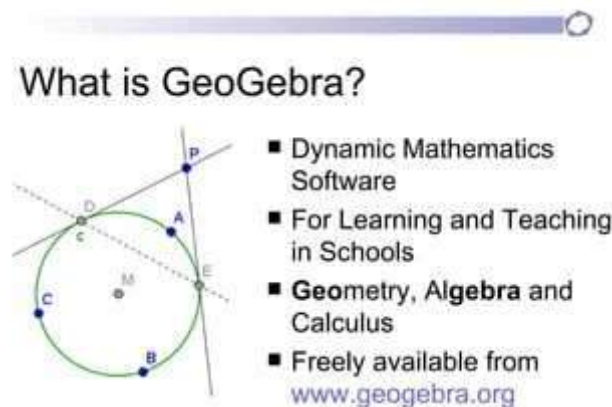 What is GeoGebra?
P
D
A
c
E
M
C
B
Dynamic Mathematics
Software
For Learning and Teaching
in Schools
Geometry, Algebra and
Calculus
Freely available from
www.geogebra.org